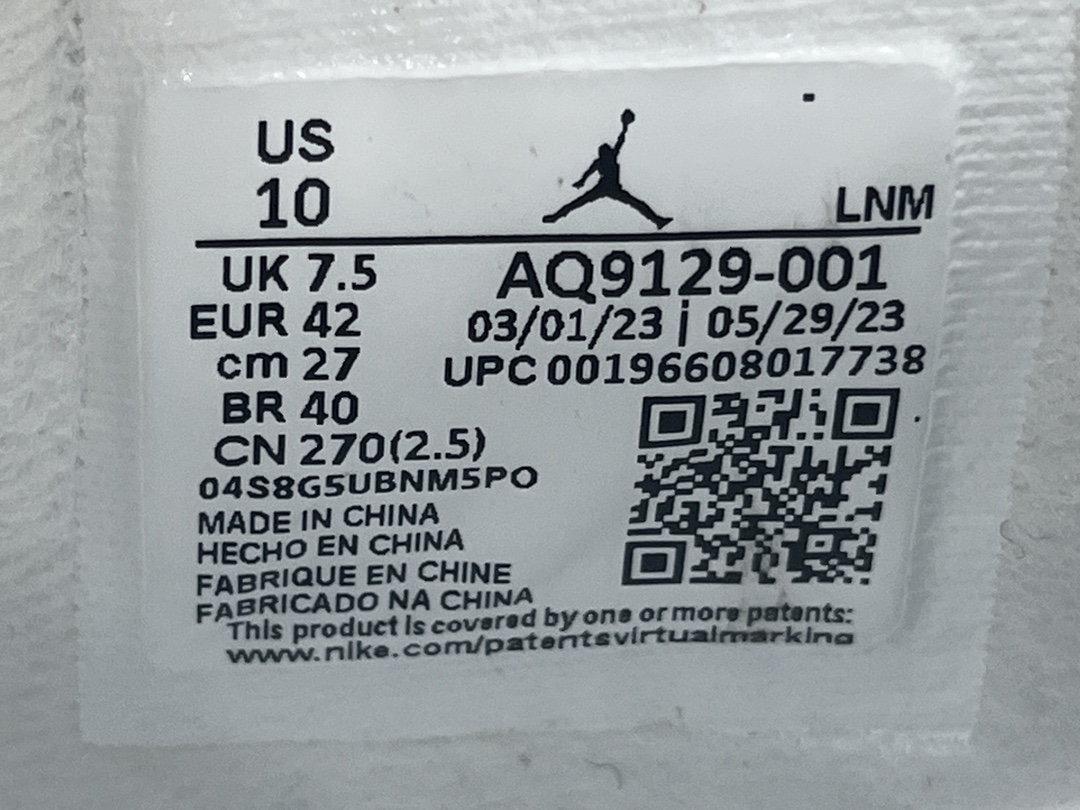 US
10
LNM
UK 7.5
AQ9129-001
EUR 42
03/01/23 | 05/29/23
cm 27
UPC 00196608017738
BR 40
CN 270(2.5)
04S8G5UBNM5PO
MADE IN CHINA
HECHO EN CHINA
FABRIQUE EN CHINE
FABRICADO NA CHINA
This product is covered by one or more patents:
www.nike.com/patentsvirtualmarking